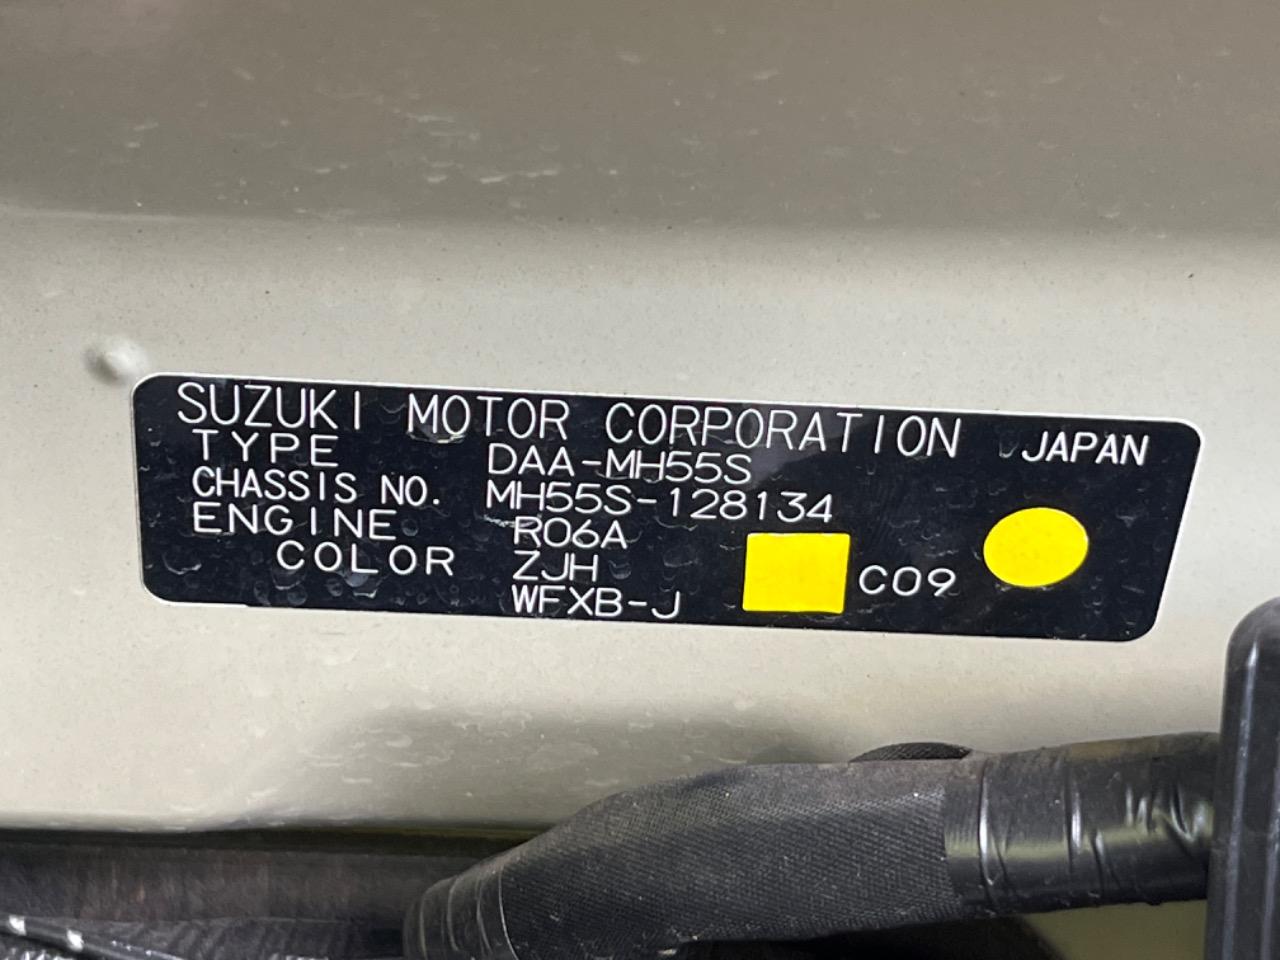 SUZUKI MOTOR CORPORATION JAPAN
TYPE DAA-MH55S
CHASSIS NO. MH55S-128134
ENGINE R06A
COLOR ZJH C09
WFXB-J